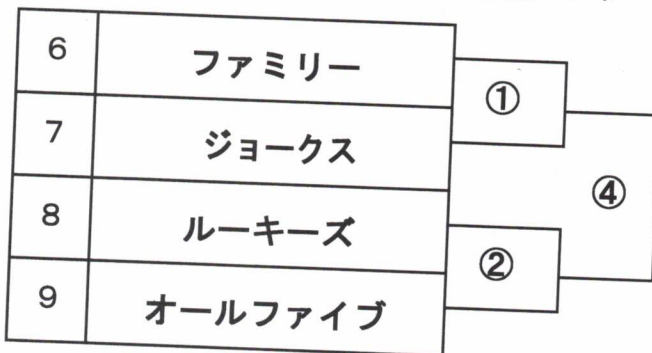 6 ファミリー
①
7 ジョークス
④
8 ルーキーズ
②
9 オールファイブ